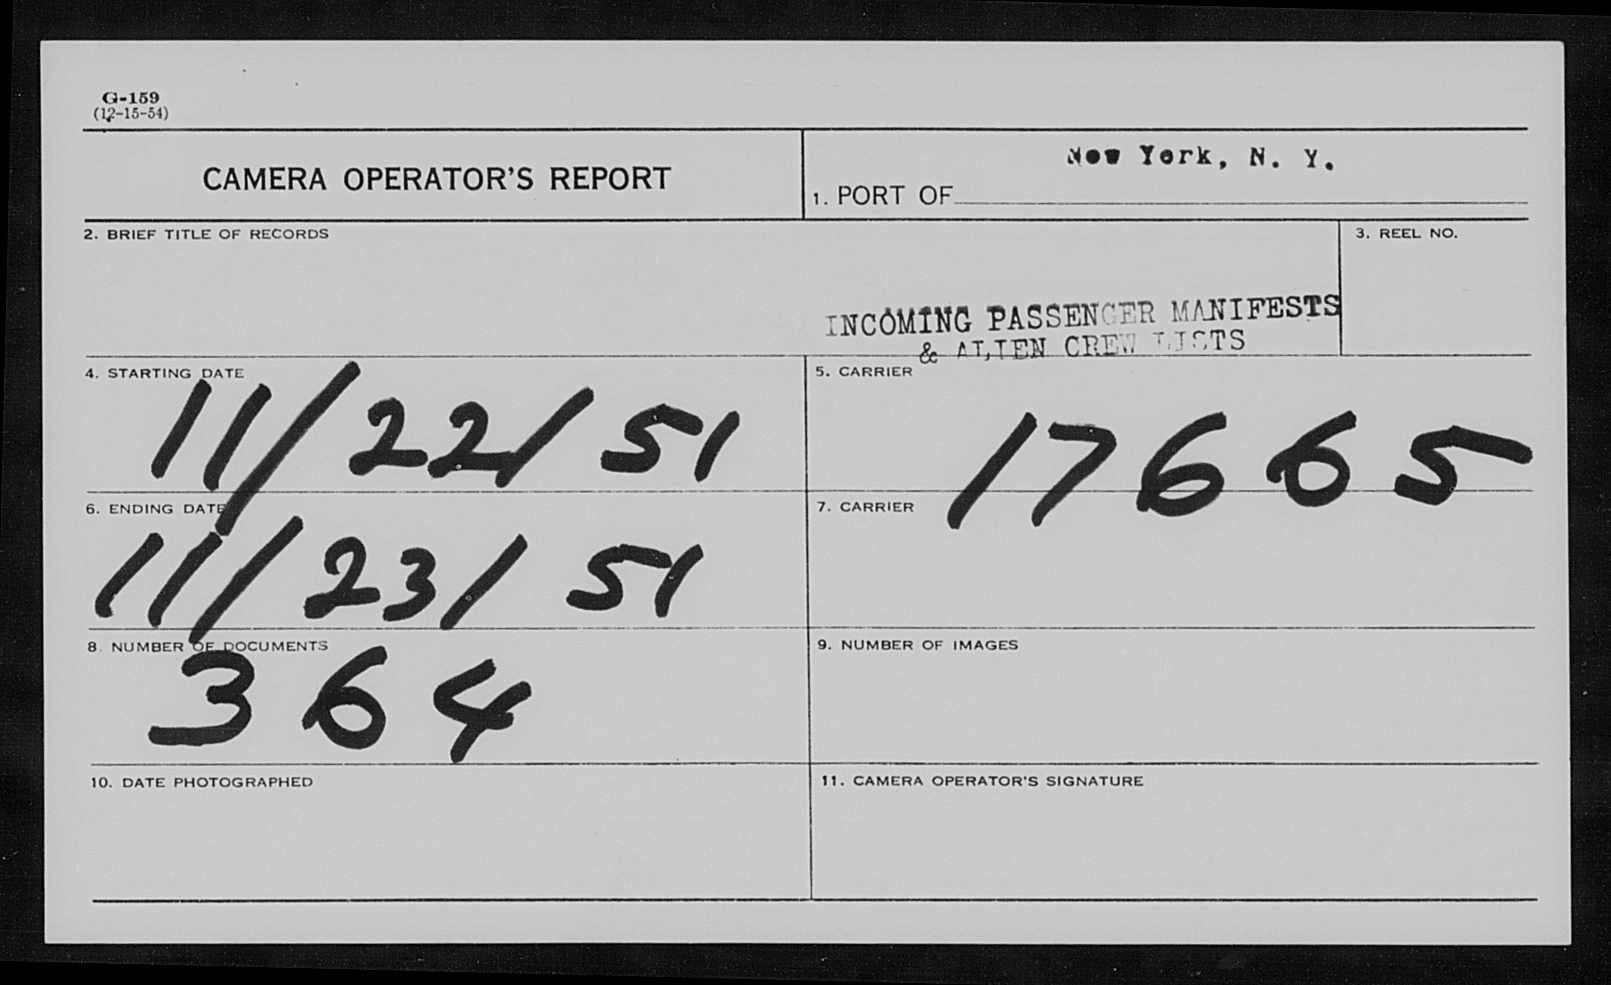 G-159
(12-15-54)
CAMERA OPERATOR'S REPORT
New York, N. Y.
1. PORT OF
2. BRIEF TITLE OF RECORDS
3. REEL NO.
INCOMING PASSENGER MANIFESTS
& ALIEN CREW LISTS
4. STARTING DATE
11/22/51
5. CARRIER
17665
6. ENDING DATE
11/23/51
7. CARRIER
8. NUMBER OF DOCUMENTS
364
9. NUMBER OF IMAGES
10. DATE PHOTOGRAPHED
11. CAMERA OPERATOR'S SIGNATURE